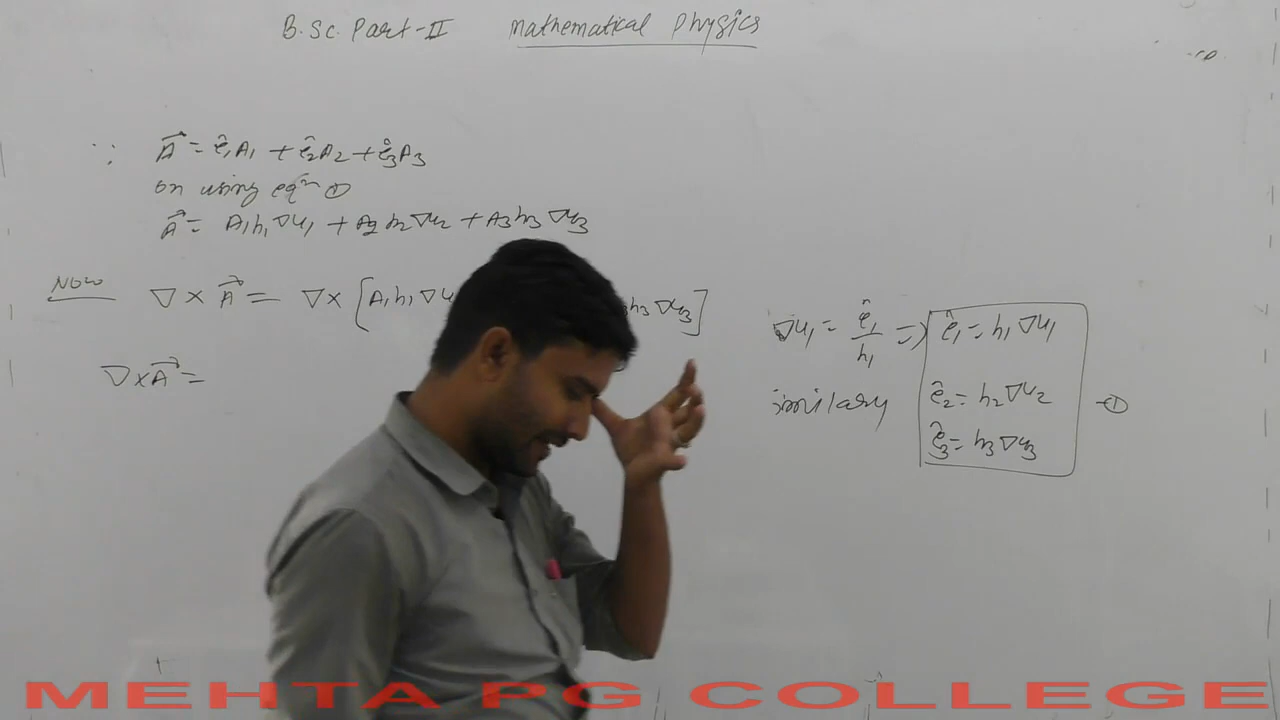 B.Sc. Part-II Mathematical Physics
∵ A⃗ = ê₁A₁ + ê₂A₂ + ê₃A₃
on using eqⁿ ①
A⃗ = A₁h₁∇u₁ + A₂h₂∇u₂ + A₃h₃∇u₃
Now ∇ × A⃗ = ∇ × [A₁h₁∇u h₃∇u₃]
∇ × A⃗ =
∇u₁ = ê₁/h₁ ⇒ ê₁ = h₁∇u₁
similary ê₂ = h₂∇u₂ —①
ê₃ = h₃∇u₃
MEHTA PG COLLEGE